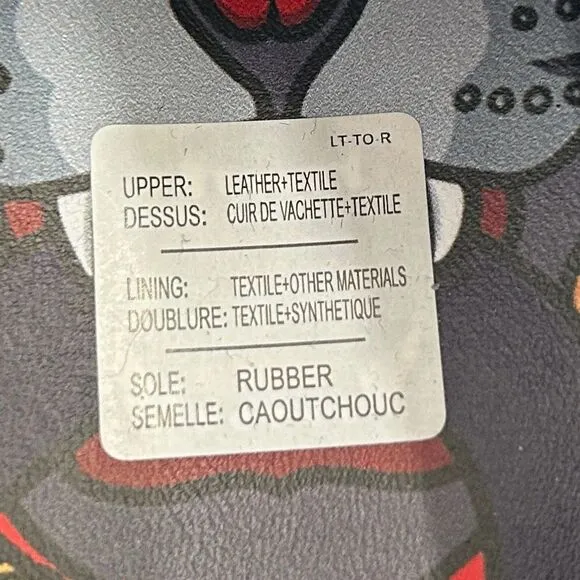 LT-TO-R
UPPER: LEATHER+TEXTILE
DESSUS: CUIR DE VACHETTE+TEXTILE
LINING: TEXTILE+OTHER MATERIALS
DOUBLURE: TEXTILE+SYNTHETIQUE
SOLE: RUBBER
SEMELLE: CAOUTCHOUC